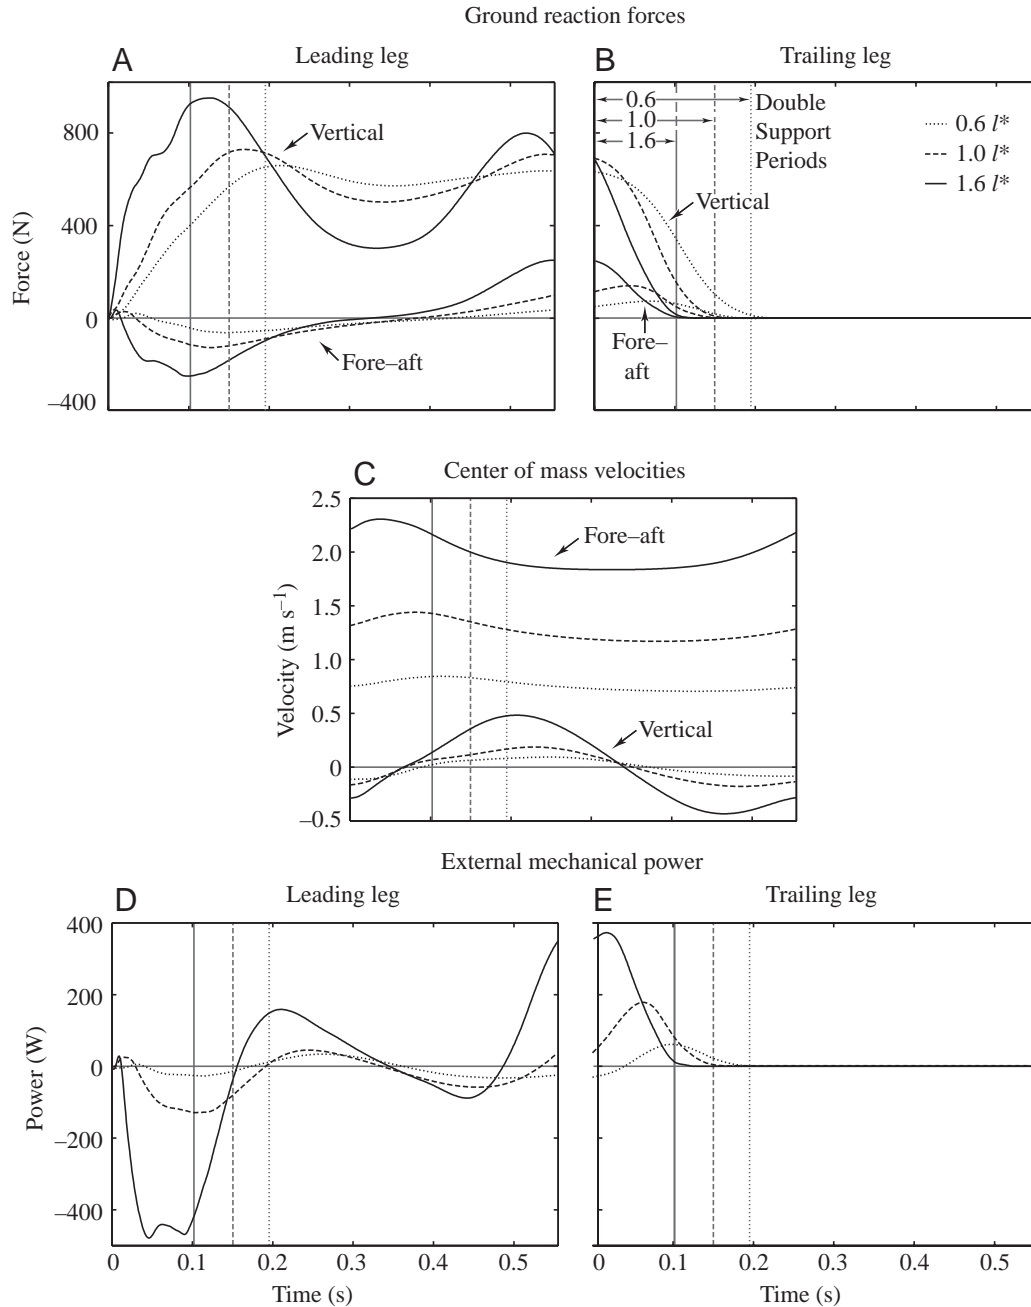 Ground reaction forces
A Leading leg
B Trailing leg
800
400
0
–400
Force (N)
Vertical
Fore–aft
0.6
1.0
1.6
Double
Support
Periods
Vertical
Fore–
aft
0.6 l*
1.0 l*
1.6 l*
C Center of mass velocities
2.5
2.0
1.5
1.0
0.5
0
–0.5
Velocity (m s–1)
Fore–aft
Vertical
External mechanical power
D Leading leg
E Trailing leg
400
200
0
–200
–400
Power (W)
0 0.1 0.2 0.3 0.4 0.5
Time (s)
0 0.1 0.2 0.3 0.4 0.5
Time (s)